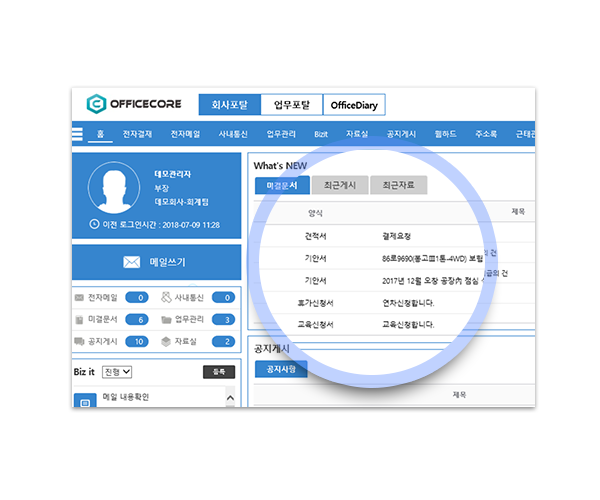 OFFICECORE 회사포탈 업무포탈 OfficeDiary
홈 전자결재 전자메일 사내통신 업무관리 Bizit 자료실 공지게시 웹하드 주소록 근태관
데모관리자
부장
데모회사-회계팀
이전 로그인시간 : 2018-07-09 11:28
메일쓰기
전자메일 0 사내통신 0
미결문서 6 업무관리 3
공지게시 10 자료실 2
Biz it 진행 등록
메일 내용확인
What's NEW
미결문서 최근게시 최근자료
양식 제목
견적서 결제요청
기안서 86로9690(봉고Ⅲ1톤-4WD) 보험 의 건
기안서 2017년 12월 오창 공장內 점심 급의 건
휴가신청서 연차신청합니다.
교육신청서 교육신청합니다.
공지게시
공지사항
제목